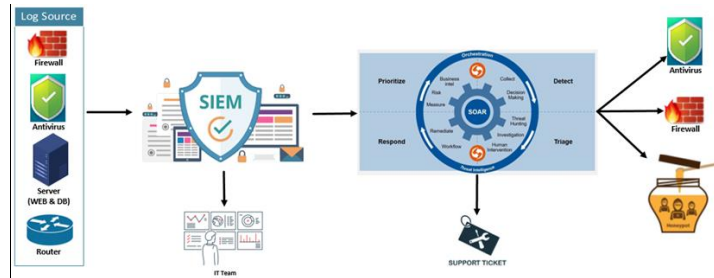 Log Source
Firewall
Antivirus
Server
(WEB & DB)
Router
SIEM
IT Team
Prioritize
Respond
Detect
Triage
Orchestration
Business
Intel
Collect
Risk
Decision
Making
Measure
SOAR
Threat
Hunting
Remediate
Investigation
Workflow
Human
Intervention
Threat Intelligence
SUPPORT TICKET
Antivirus
Firewall
Honeypot